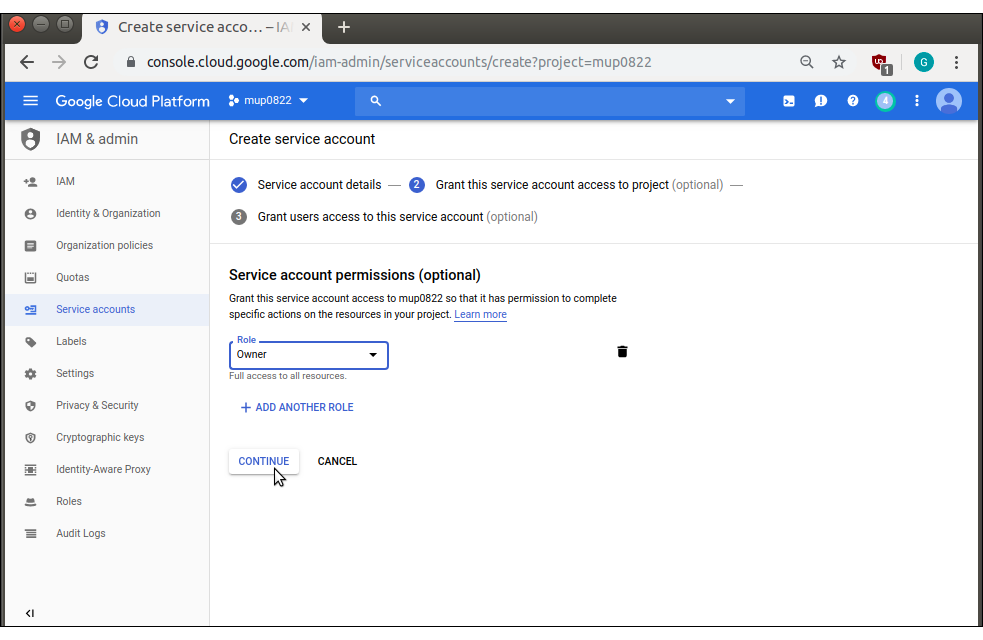 Create service acco… – IA
console.cloud.google.com/iam-admin/serviceaccounts/create?project=mup0822
1
G
Google Cloud Platform
mup0822
4
IAM & admin
Create service account
IAM
Identity & Organization
Organization policies
Quotas
Service accounts
Labels
Settings
Privacy & Security
Cryptographic keys
Identity-Aware Proxy
Roles
Audit Logs
Service account details — 2 Grant this service account access to project (optional) —
3 Grant users access to this service account (optional)
Service account permissions (optional)
Grant this service account access to mup0822 so that it has permission to complete
specific actions on the resources in your project. Learn more
Role
Owner
Full access to all resources.
+ ADD ANOTHER ROLE
CONTINUE CANCEL